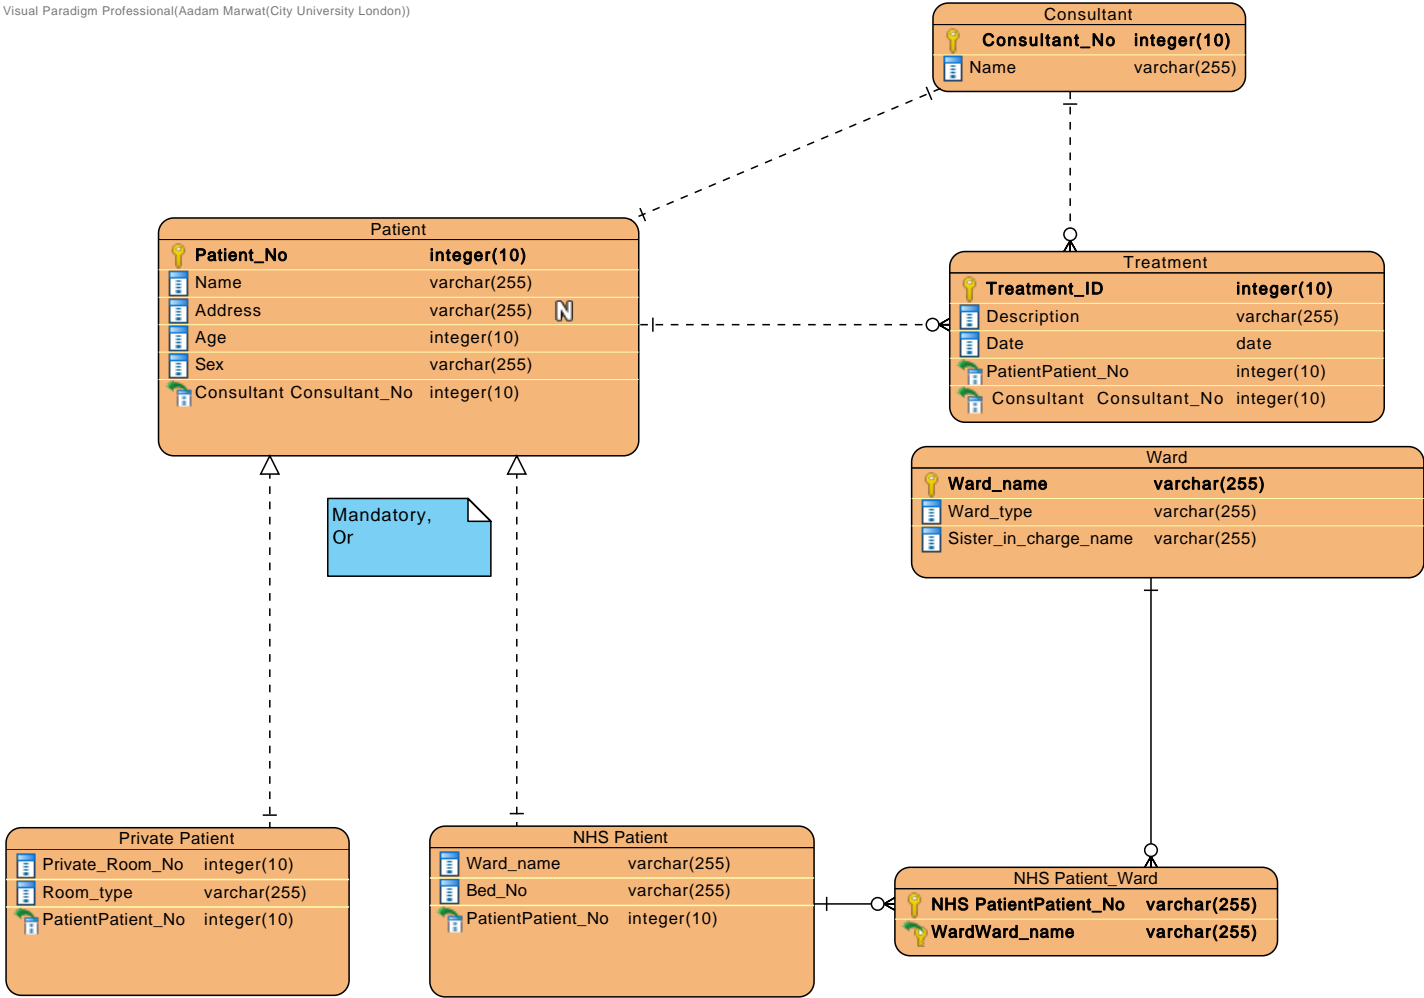 Visual Paradigm Professional(Aadam Marwat(City University London))
Consultant
Consultant_No integer(10)
Name varchar(255)
Patient
Patient_No integer(10)
Name varchar(255)
Address varchar(255) N
Age integer(10)
Sex varchar(255)
Consultant Consultant_No integer(10)
Treatment
Treatment_ID integer(10)
Description varchar(255)
Date date
PatientPatient_No integer(10)
Consultant Consultant_No integer(10)
Ward
Ward_name varchar(255)
Ward_type varchar(255)
Sister_in_charge_name varchar(255)
Mandatory,
Or
Private Patient
Private_Room_No integer(10)
Room_type varchar(255)
PatientPatient_No integer(10)
NHS Patient
Ward_name varchar(255)
Bed_No varchar(255)
PatientPatient_No integer(10)
NHS Patient_Ward
NHS PatientPatient_No varchar(255)
WardWard_name varchar(255)